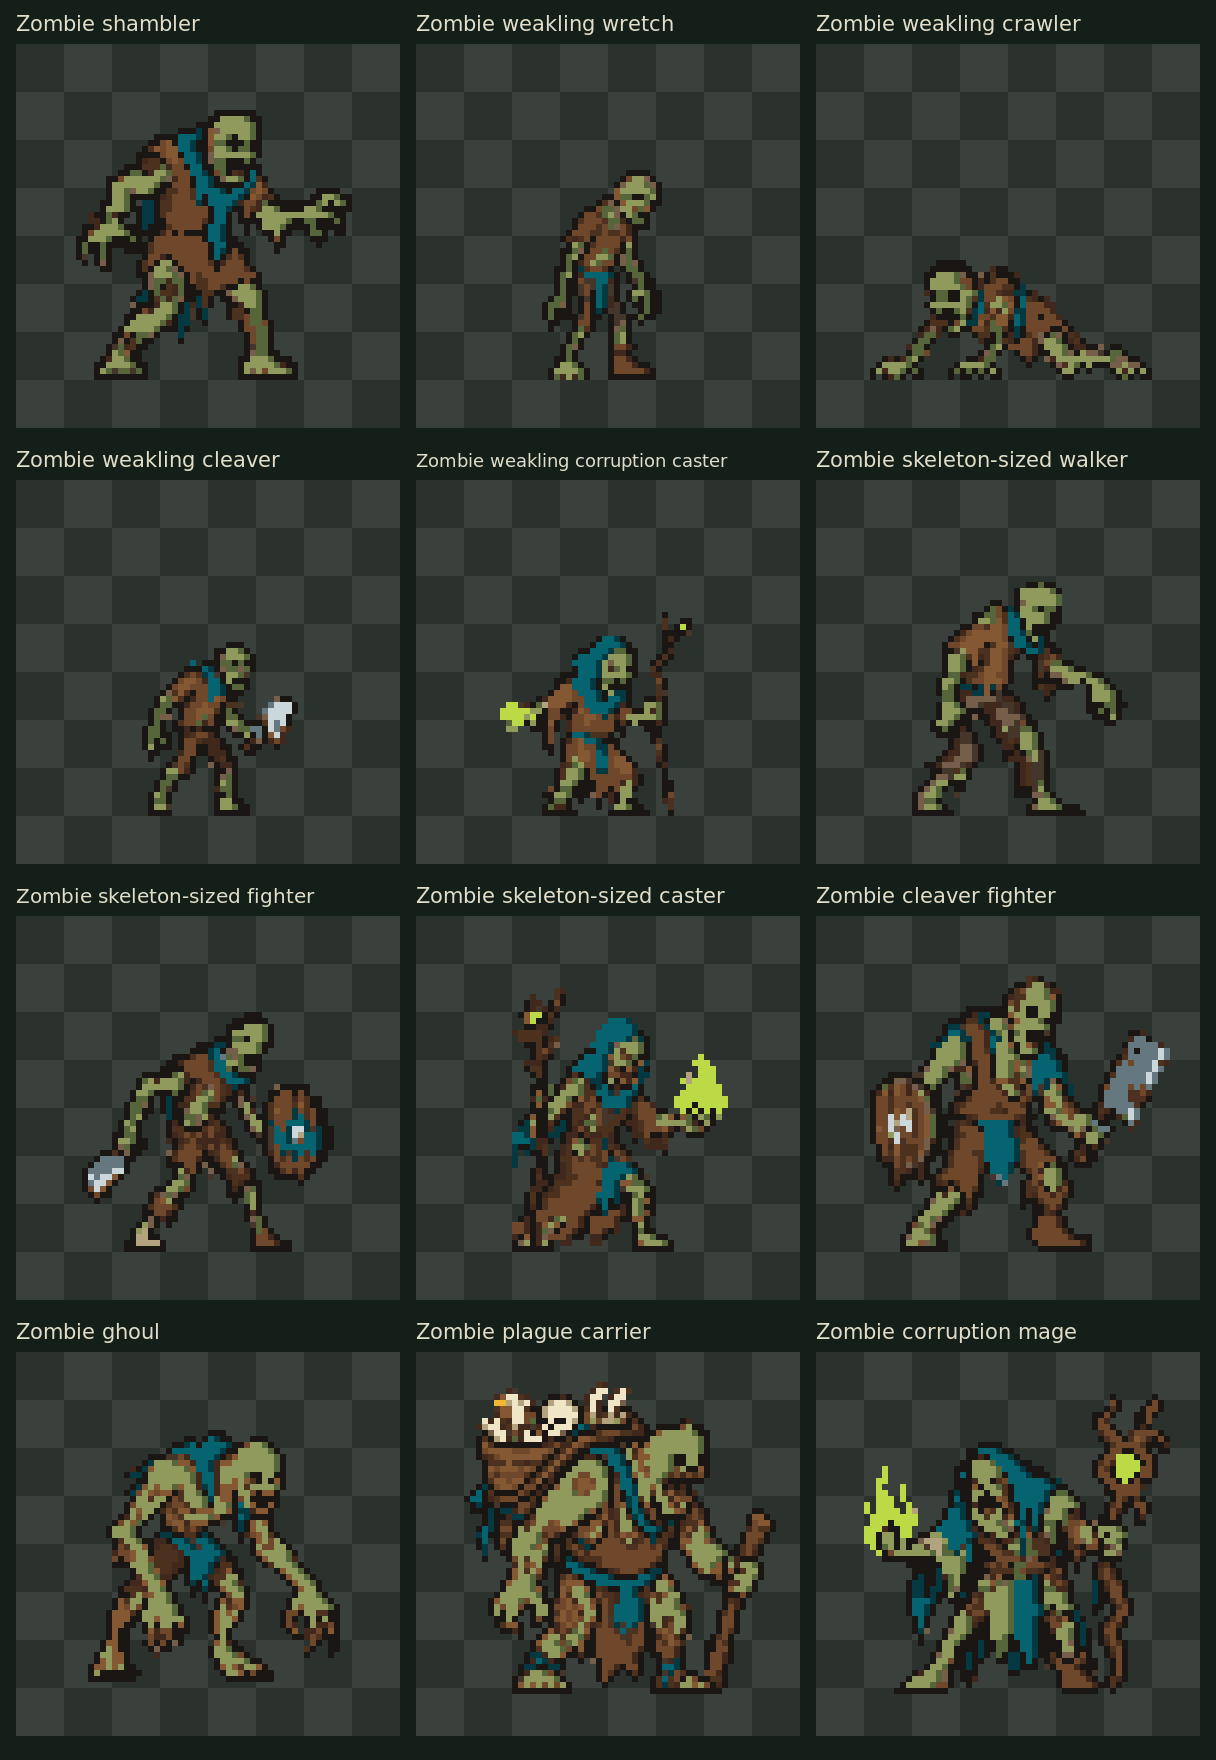 Zombie shambler
Zombie weakling wretch
Zombie weakling crawler
Zombie weakling cleaver
Zombie weakling corruption caster
Zombie skeleton-sized walker
Zombie skeleton-sized fighter
Zombie skeleton-sized caster
Zombie cleaver fighter
Zombie ghoul
Zombie plague carrier
Zombie corruption mage